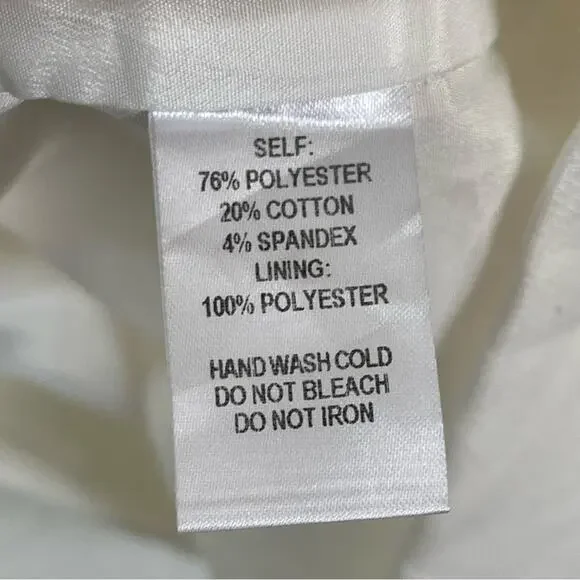 SELF:
76% POLYESTER
20% COTTON
4% SPANDEX
LINING:
100% POLYESTER
HAND WASH COLD
DO NOT BLEACH
DO NOT IRON